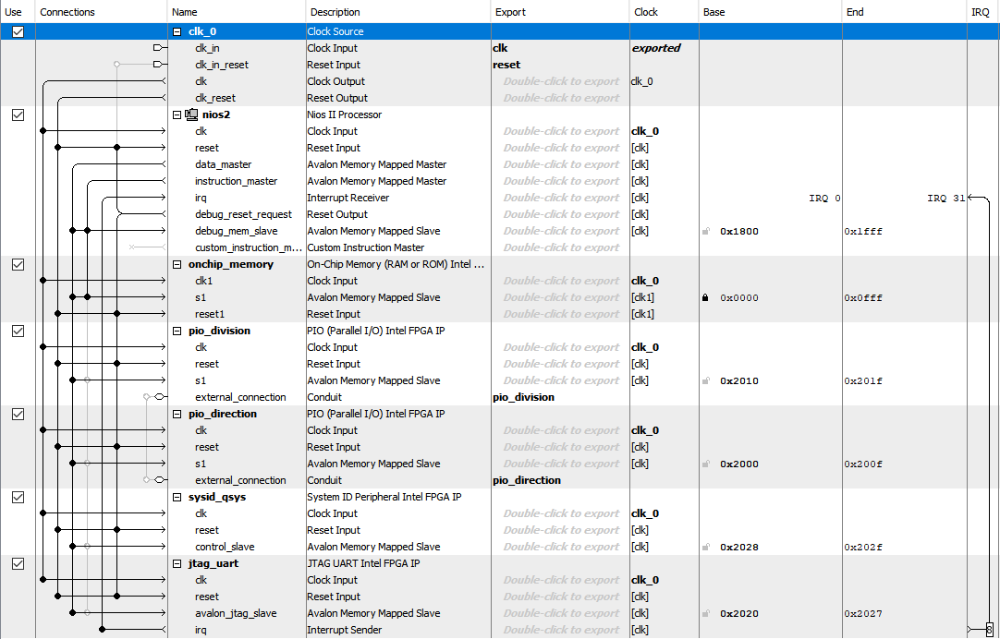 Use Connections Name Description Export Clock Base End IRQ
clk_0 Clock Source
clk_in Clock Input clk exported
clk_in_reset Reset Input reset
clk Clock Output Double-click to export clk_0
clk_reset Reset Output Double-click to export
nios2 Nios II Processor
clk Clock Input Double-click to export clk_0
reset Reset Input Double-click to export [clk]
data_master Avalon Memory Mapped Master Double-click to export [clk]
instruction_master Avalon Memory Mapped Master Double-click to export [clk]
irq Interrupt Receiver Double-click to export [clk] IRQ 0 IRQ 31
debug_reset_request Reset Output Double-click to export [clk]
debug_mem_slave Avalon Memory Mapped Slave Double-click to export [clk] 0x1800 0x1fff
custom_instruction_m... Custom Instruction Master Double-click to export
onchip_memory On-Chip Memory (RAM or ROM) Intel ...
clk1 Clock Input Double-click to export clk_0
s1 Avalon Memory Mapped Slave Double-click to export [clk1] 0x0000 0x0fff
reset1 Reset Input Double-click to export [clk1]
pio_division PIO (Parallel I/O) Intel FPGA IP
clk Clock Input Double-click to export clk_0
reset Reset Input Double-click to export [clk]
s1 Avalon Memory Mapped Slave Double-click to export [clk] 0x2010 0x201f
external_connection Conduit pio_division
pio_direction PIO (Parallel I/O) Intel FPGA IP
clk Clock Input Double-click to export clk_0
reset Reset Input Double-click to export [clk]
s1 Avalon Memory Mapped Slave Double-click to export [clk] 0x2000 0x200f
external_connection Conduit pio_direction
sysid_qsys System ID Peripheral Intel FPGA IP
clk Clock Input Double-click to export clk_0
reset Reset Input Double-click to export [clk]
control_slave Avalon Memory Mapped Slave Double-click to export [clk] 0x2028 0x202f
jtag_uart JTAG UART Intel FPGA IP
clk Clock Input Double-click to export clk_0
reset Reset Input Double-click to export [clk]
avalon_jtag_slave Avalon Memory Mapped Slave Double-click to export [clk] 0x2020 0x2027
irq Interrupt Sender Double-click to export [clk] 8